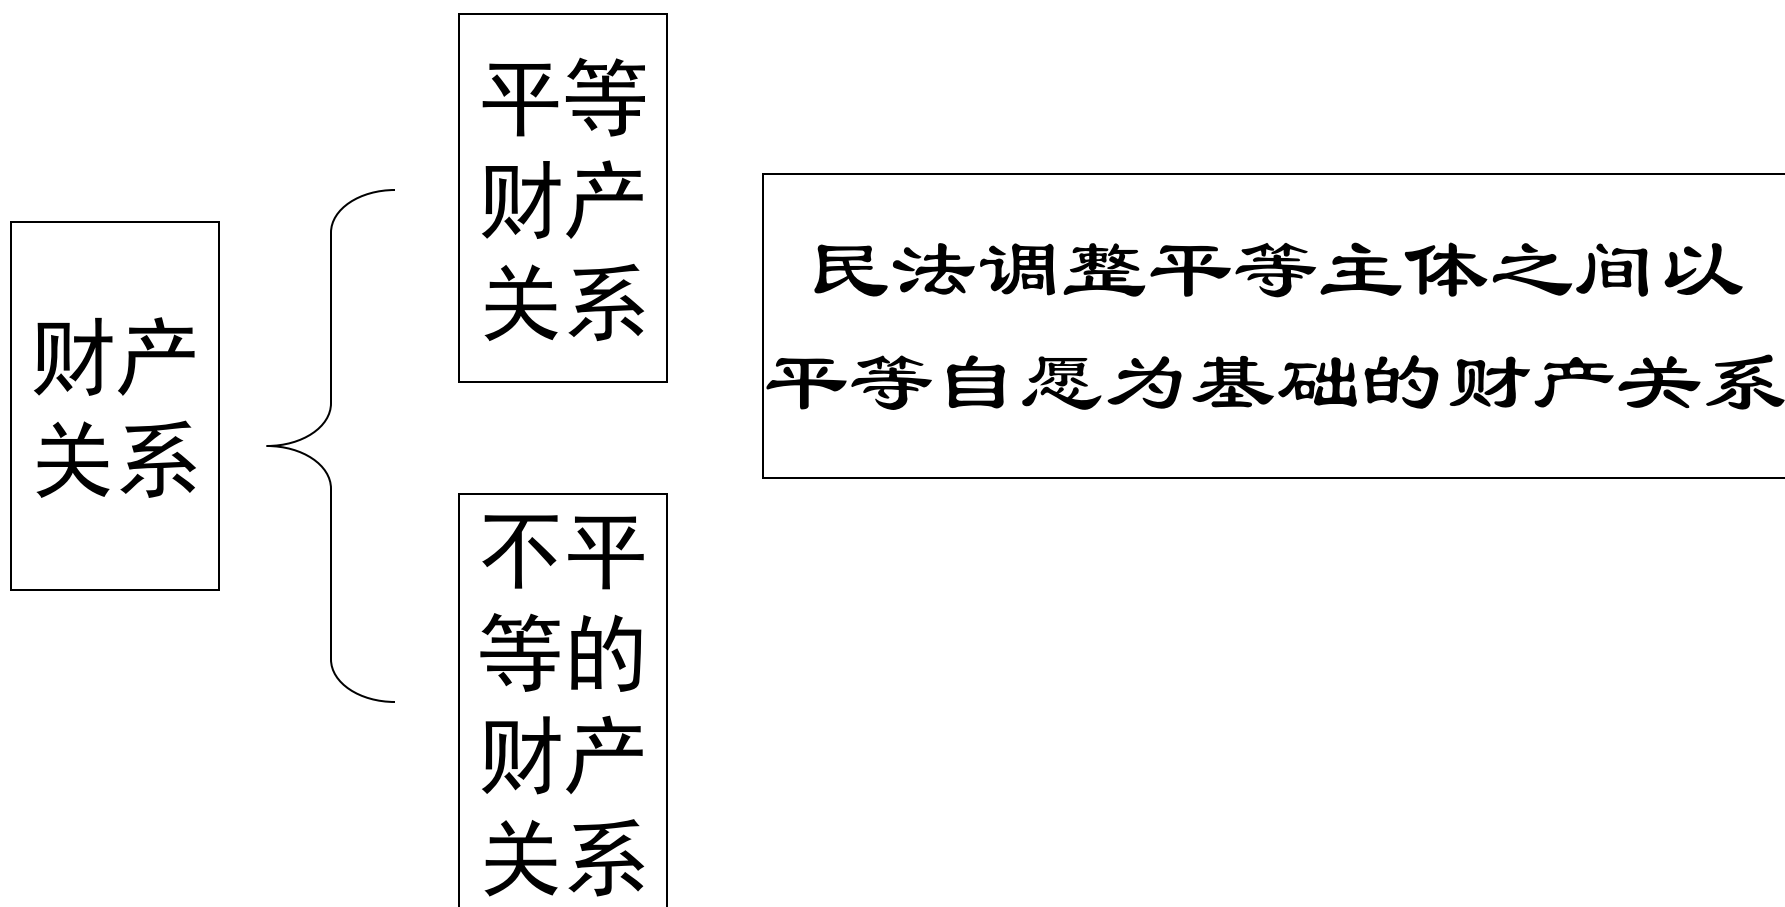 财产
关系
平等
财产
关系
不平
等的
财产
关系
民法调整平等主体之间以
平等自愿为基础的财产关系